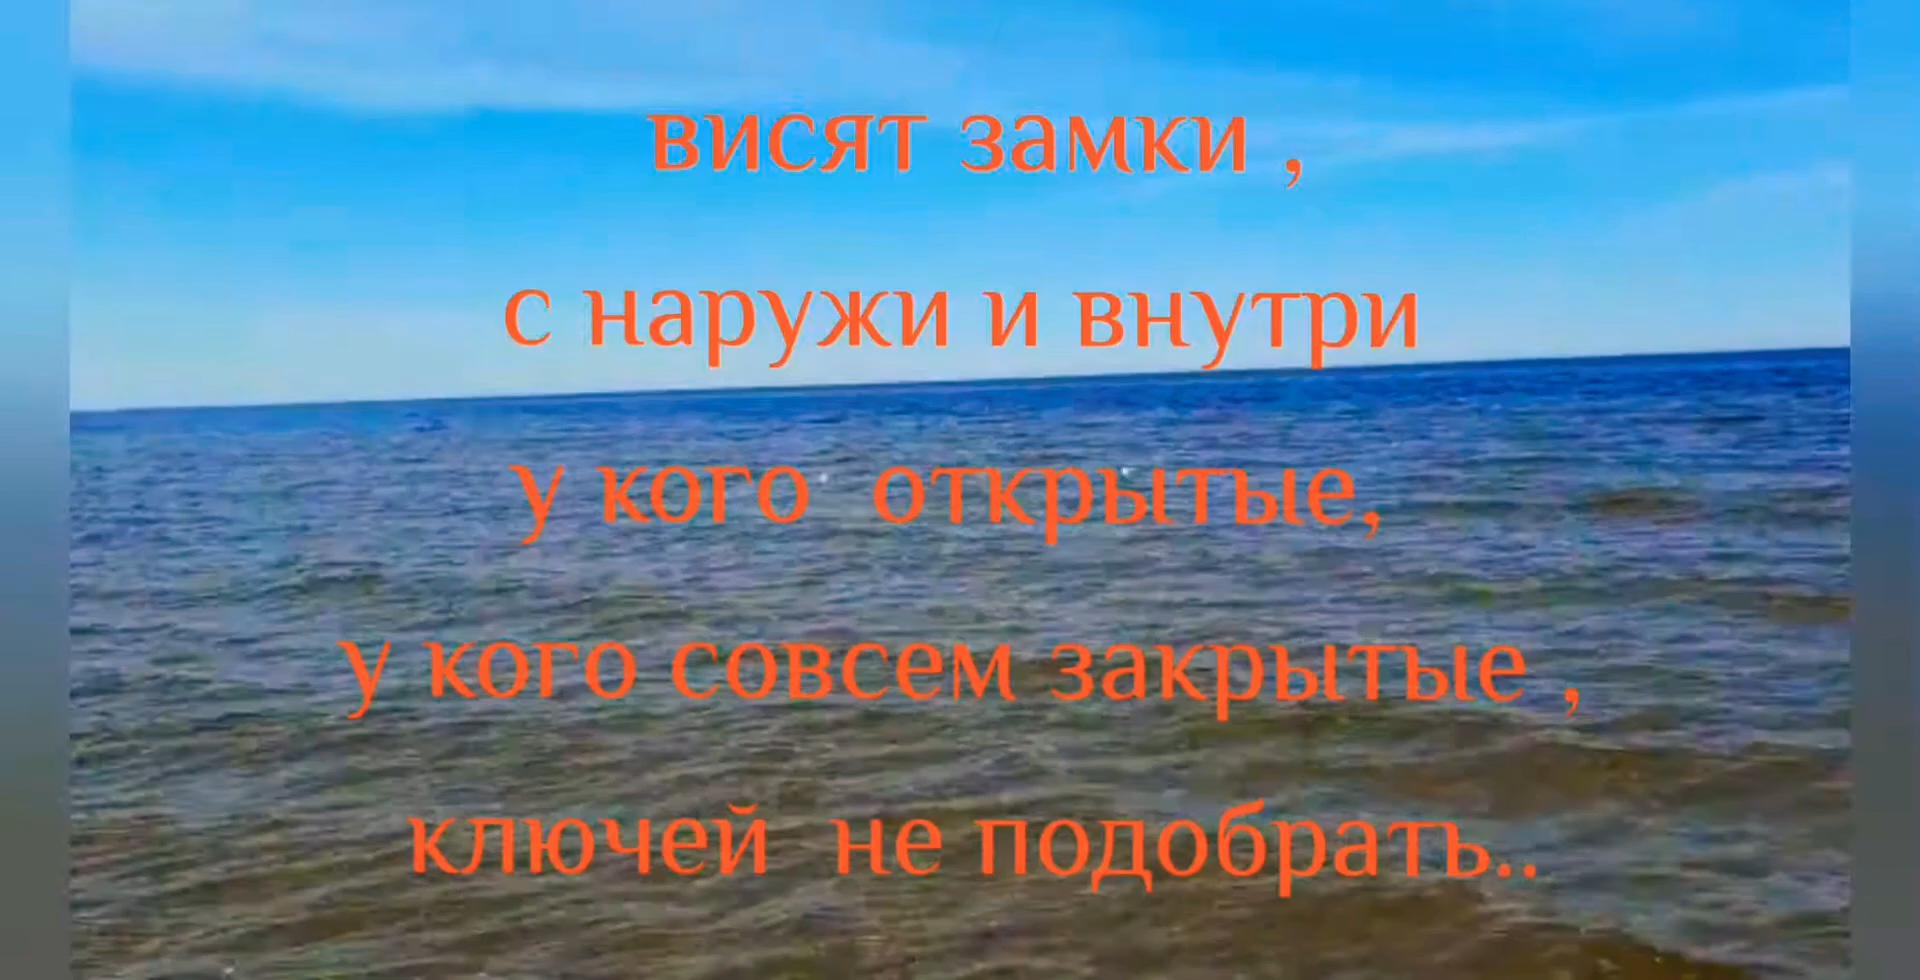 висят замки ,
с наружи и внутри
у кого открытые,
у кого совсем закрытые ,
ключей не подобрать..